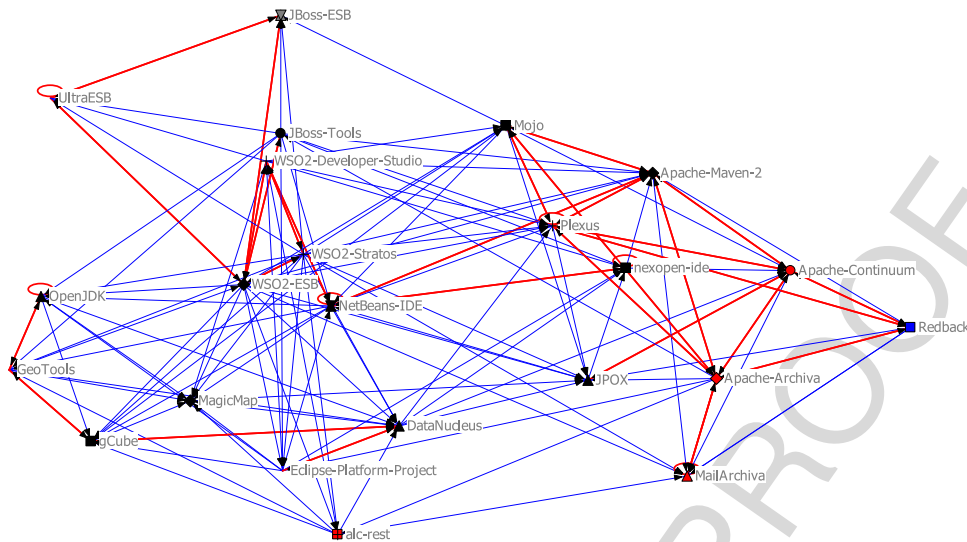 JBoss-ESB
UltraESB
Mojo
JBoss-Tools
WSO2-Developer-Studio
Apache-Maven-2
Plexus
WSO2-Stratos
nexopen-ide
Apache-Continuum
WSO2-ESB
OpenJDK
NetBeans-IDE
Redback
GeoTools
JPOX
Apache-Archiva
MagicMap
DataNucleus
gCube
Eclipse-Platform-Project
MailArchiva
alc-rest
PROOF